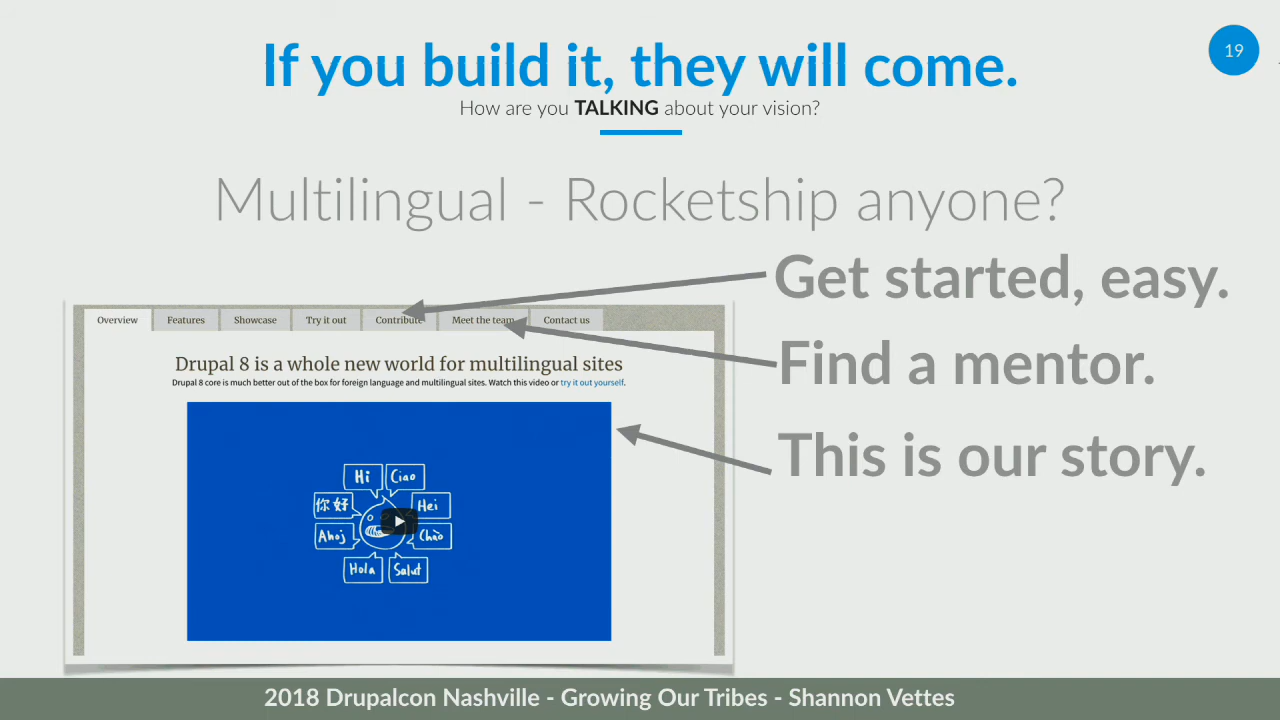 If you build it, they will come.
19
How are you TALKING about your vision?
Multilingual - Rocketship anyone?
Get started, easy.
Find a mentor.
This is our story.
Overview Features Showcase Try it out Contribute Meet the team Contact us
Drupal 8 is a whole new world for multilingual sites
Drupal 8 core is much better out of the box for foreign language and multilingual sites. Watch this video or try it out yourself.
Hi Ciao
你好 Hei
Ahoj Chào
Hola Salut
2018 Drupalcon Nashville - Growing Our Tribes - Shannon Vettes